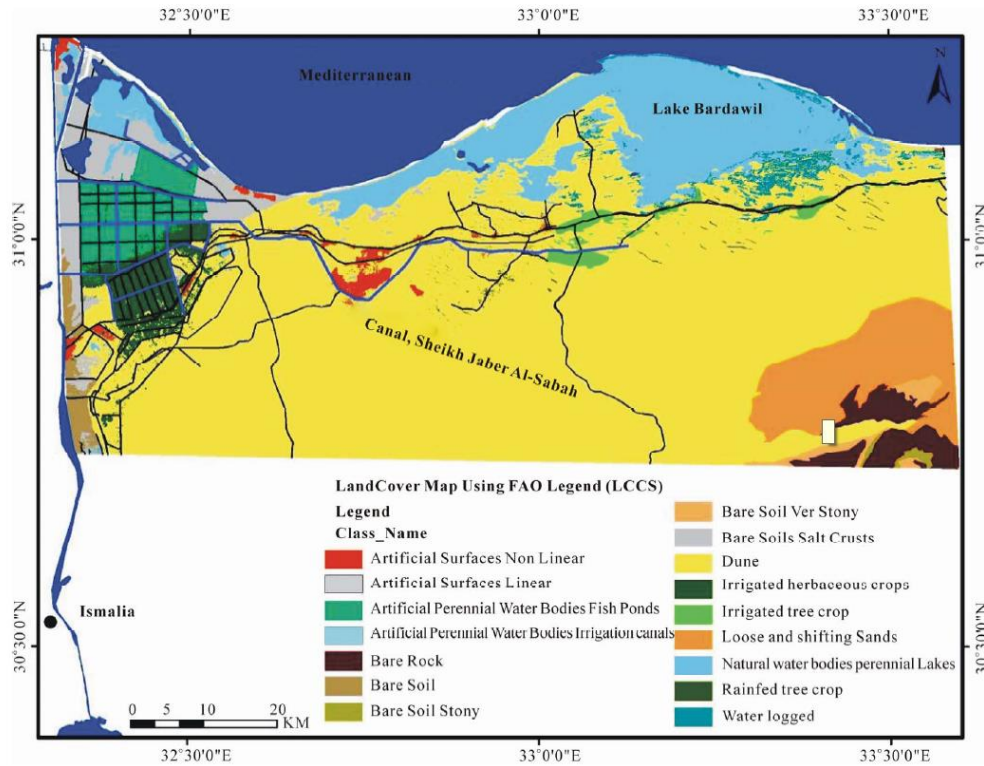 32°30'0"E 33°0'0"E 33°30'0"E
N
Mediterranean
Lake Bardawil
31°0'0"N
31°0'0"N
Canal, Sheikh Jaber Al-Sabah
LandCover Map Using FAO Legend (LCCS)
Legend
Class_Name
Artificial Surfaces Non Linear
Artificial Surfaces Linear
Artificial Perennial Water Bodies Fish Ponds
Artificial Perennial Water Bodies Irrigation canals
Bare Rock
Bare Soil
Bare Soil Stony
Bare Soil Ver Stony
Bare Soils Salt Crusts
Dune
Irrigated herbaceous crops
Irrigated tree crop
Loose and shifting Sands
Natural water bodies perennial Lakes
Rainfed tree crop
Water logged
Ismalia
30°30'0"N
30°30'0"N
0 5 10 20
KM
32°30'0"E 33°0'0"E 33°30'0"E